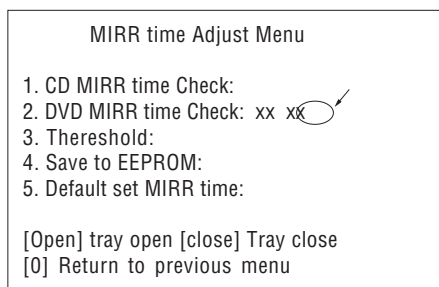 MIRR time Adjust Menu
1. CD MIRR time Check:
2. DVD MIRR time Check: xx xx
3. Thereshold:
4. Save to EEPROM:
5. Default set MIRR time:
[Open] tray open [close] Tray close
[0] Return to previous menu